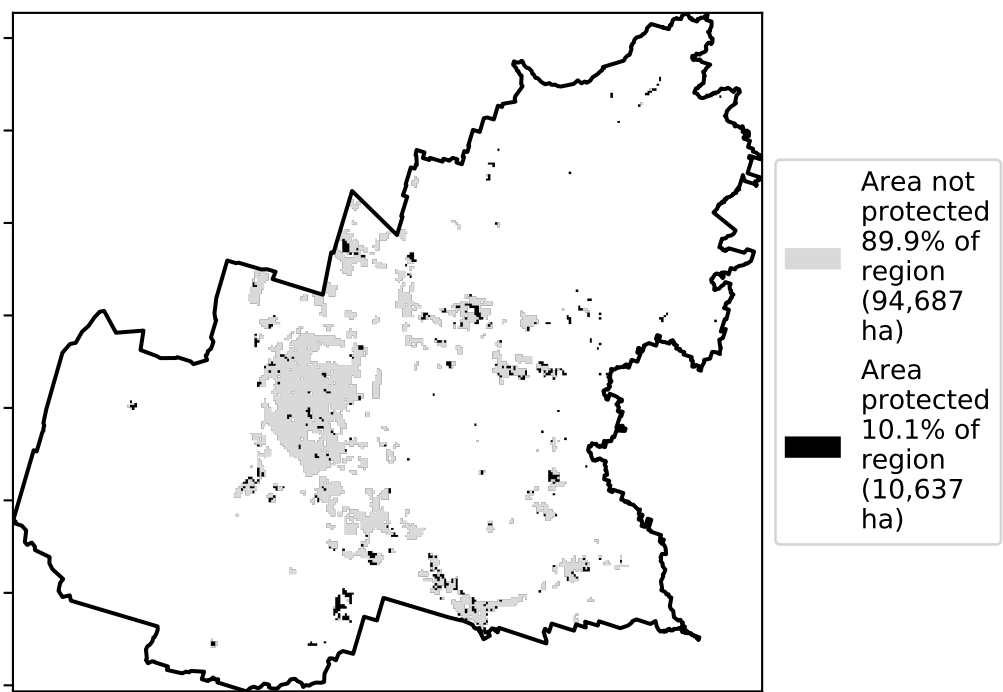 Area not
protected
89.9% of
region
(94,687
ha)
Area
protected
10.1% of
region
(10,637
ha)